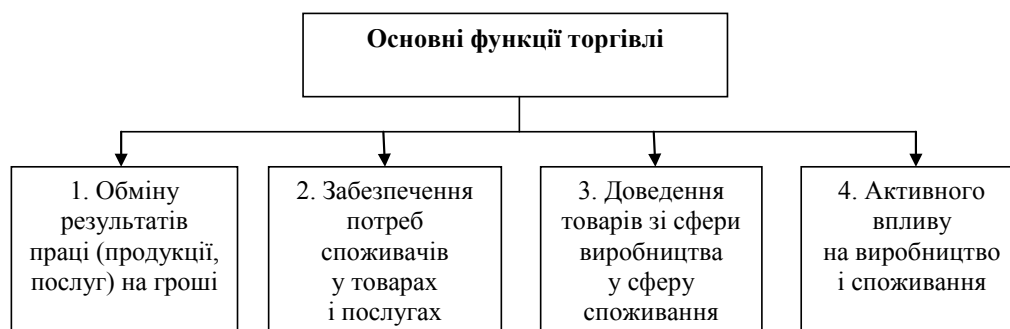 Основні функції торгівлі
1. Обміну
результатів
праці (продукції,
послуг) на гроші
2. Забезпечення
потреб
споживачів
у товарах
і послугах
3. Доведення
товарів зі сфери
виробництва
у сферу
споживання
4. Активного
впливу
на виробництво
і споживання